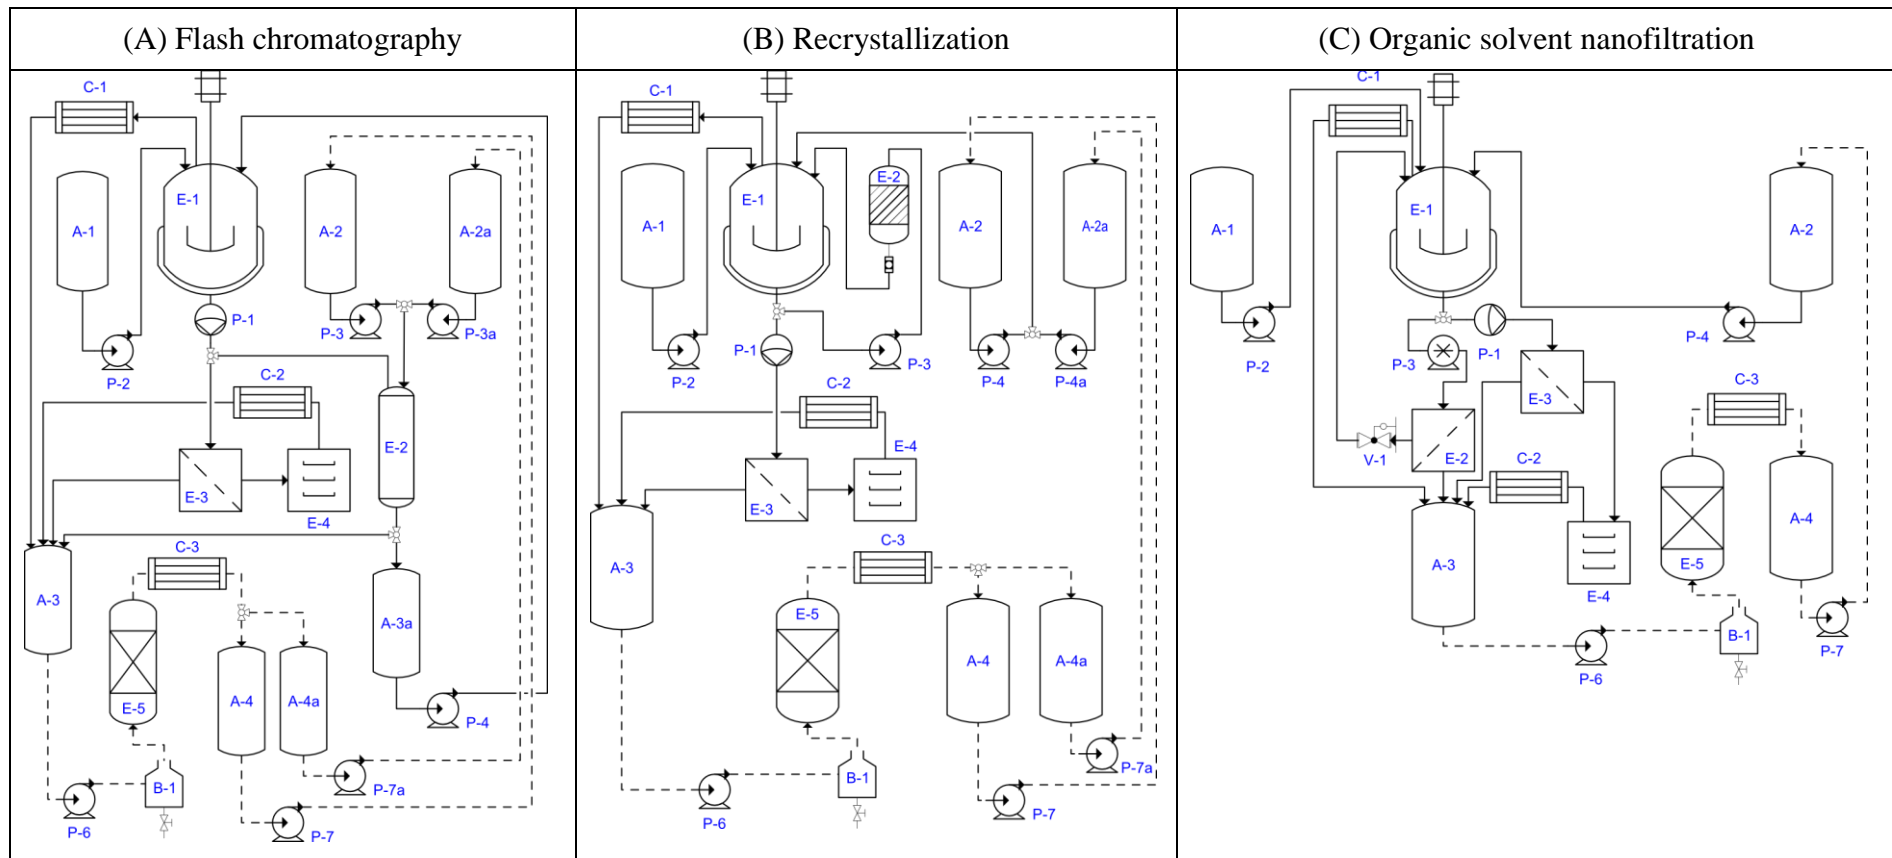 (A) Flash chromatography
(B) Recrystallization
(C) Organic solvent nanofiltration
C-1
E-1
A-1
A-2
A-2a
P-1
P-3
P-3a
P-2
C-2
E-2
E-3
E-4
C-3
A-3
A-3a
E-5
A-4
A-4a
P-4
B-1
P-7a
P-6
P-7
C-1
E-1
E-2
A-1
A-2
A-2a
P-1
P-2
P-3
P-4
P-4a
C-2
E-4
E-3
C-3
A-3
E-5
A-4
A-4a
P-7a
B-1
P-6
P-7
C-1
E-1
A-1
A-2
P-2
P-3
P-1
P-4
C-3
E-3
V-1
E-2
C-2
A-3
E-5
A-4
E-4
B-1
P-6
P-7